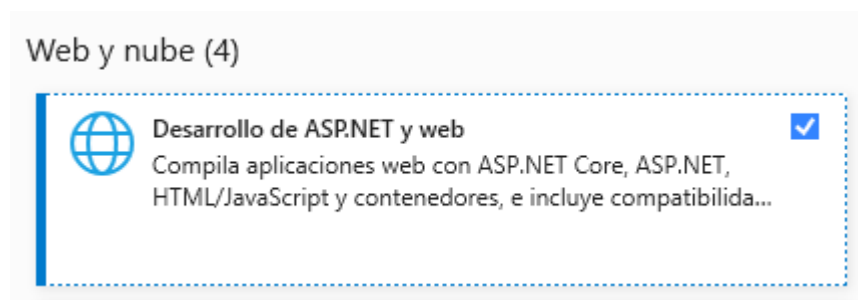 Web y nube (4)
Desarrollo de ASP.NET y web
Compila aplicaciones web con ASP.NET Core, ASP.NET,
HTML/JavaScript y contenedores, e incluye compatibilida...